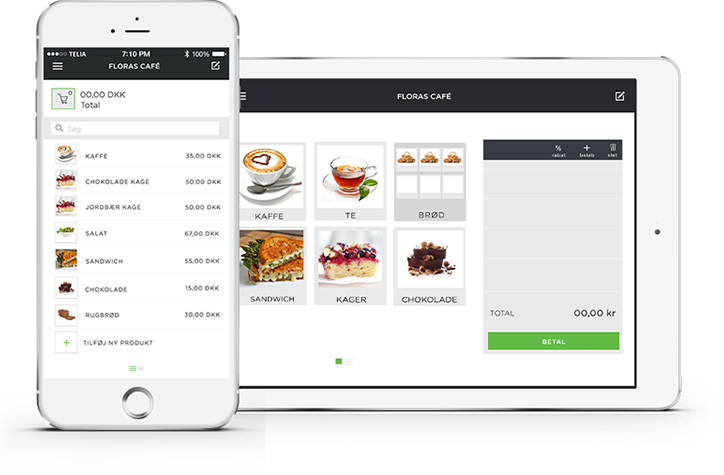 TELIA 7:10 PM 100%
FLORAS CAFÉ
0
00,00 DKK
Total
Søg
KAFFE 35,00 DKK
CHOKOLADE KAGE 50,00 DKK
JORDBÆR KAGE 50,00 DKK
SALAT 67,00 DKK
SANDWICH 55,00 DKK
CHOKOLADE 15,00 DKK
RUGBRØD 30,00 DKK
+ TILFØJ NY PRODUKT
FLORAS CAFÉ
KAFFE
TE
BRØD
SANDWICH
KAGER
CHOKOLADE
% rabat
+ beløb
slet
TOTAL 00,00 kr
BETAL